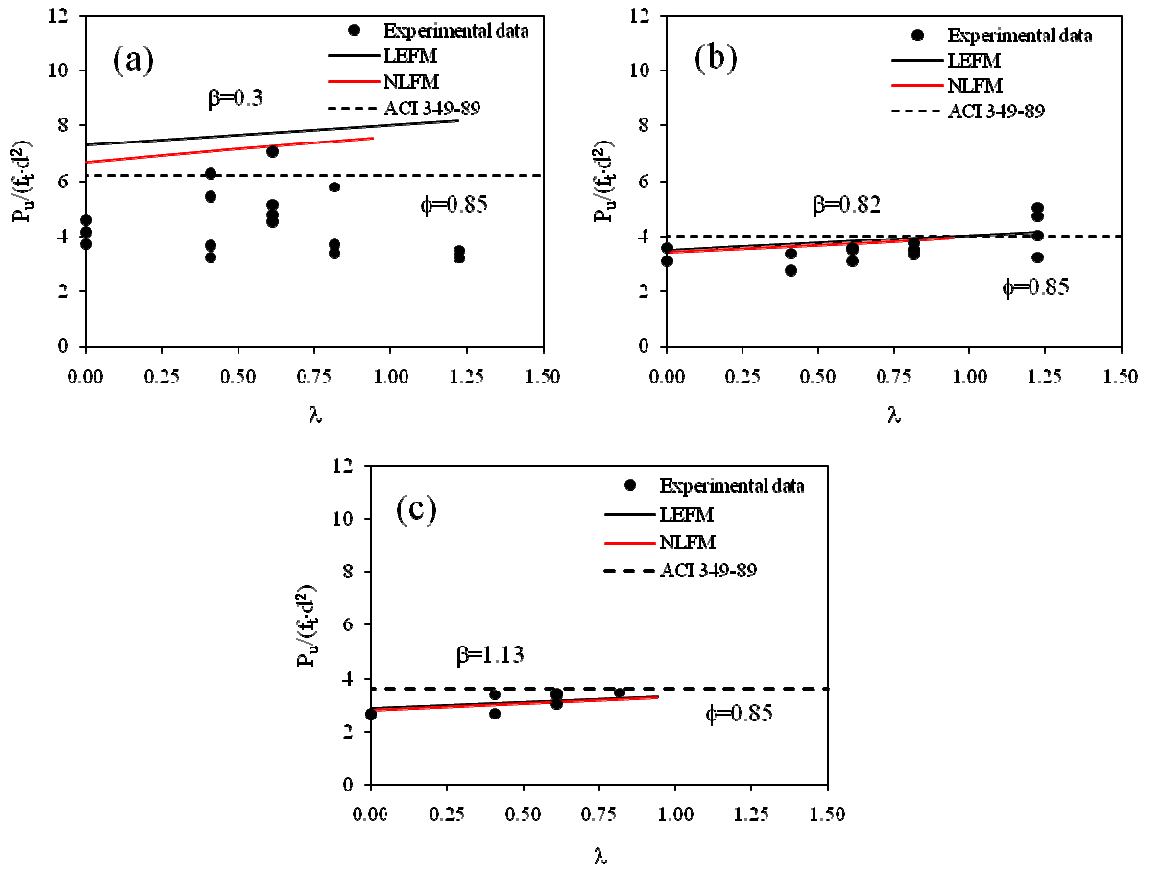 (a)
Experimental data
LEFM
NLFM
ACI 349-89
β=0.3
ϕ=0.85
Pu/(ft·d²)
12
10
8
6
4
2
0
0.00 0.25 0.50 0.75 1.00 1.25 1.50
λ
(b)
Experimental data
LEFM
NLFM
ACI 349-89
β=0.82
ϕ=0.85
Pu/(ft·d²)
12
10
8
6
4
2
0
0.00 0.25 0.50 0.75 1.00 1.25 1.50
λ
(c)
Experimental data
LEFM
NLFM
ACI 349-89
β=1.13
ϕ=0.85
Pu/(ft·d²)
12
10
8
6
4
2
0
0.00 0.25 0.50 0.75 1.00 1.25 1.50
λ